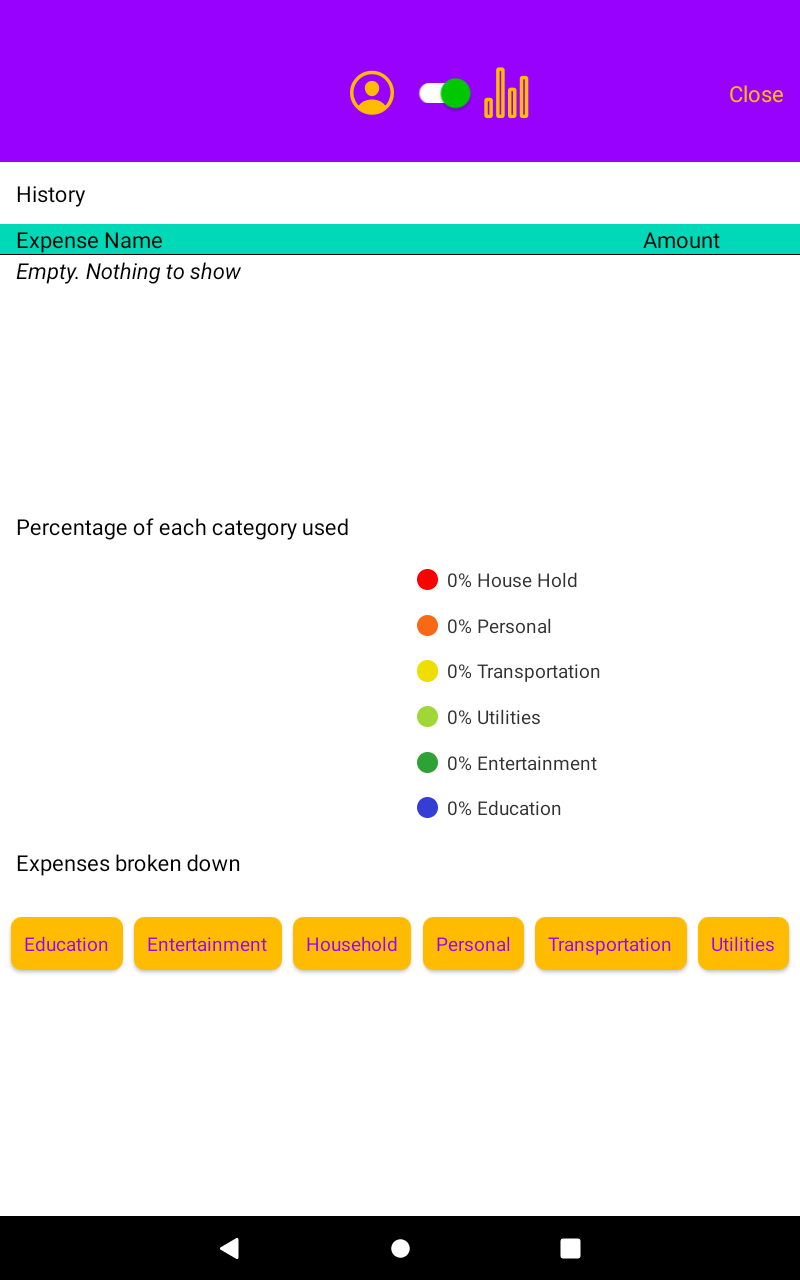 Close
History
Expense Name Amount
Empty. Nothing to show
Percentage of each category used
0% House Hold
0% Personal
0% Transportation
0% Utilities
0% Entertainment
0% Education
Expenses broken down
Education Entertainment Household Personal Transportation Utilities